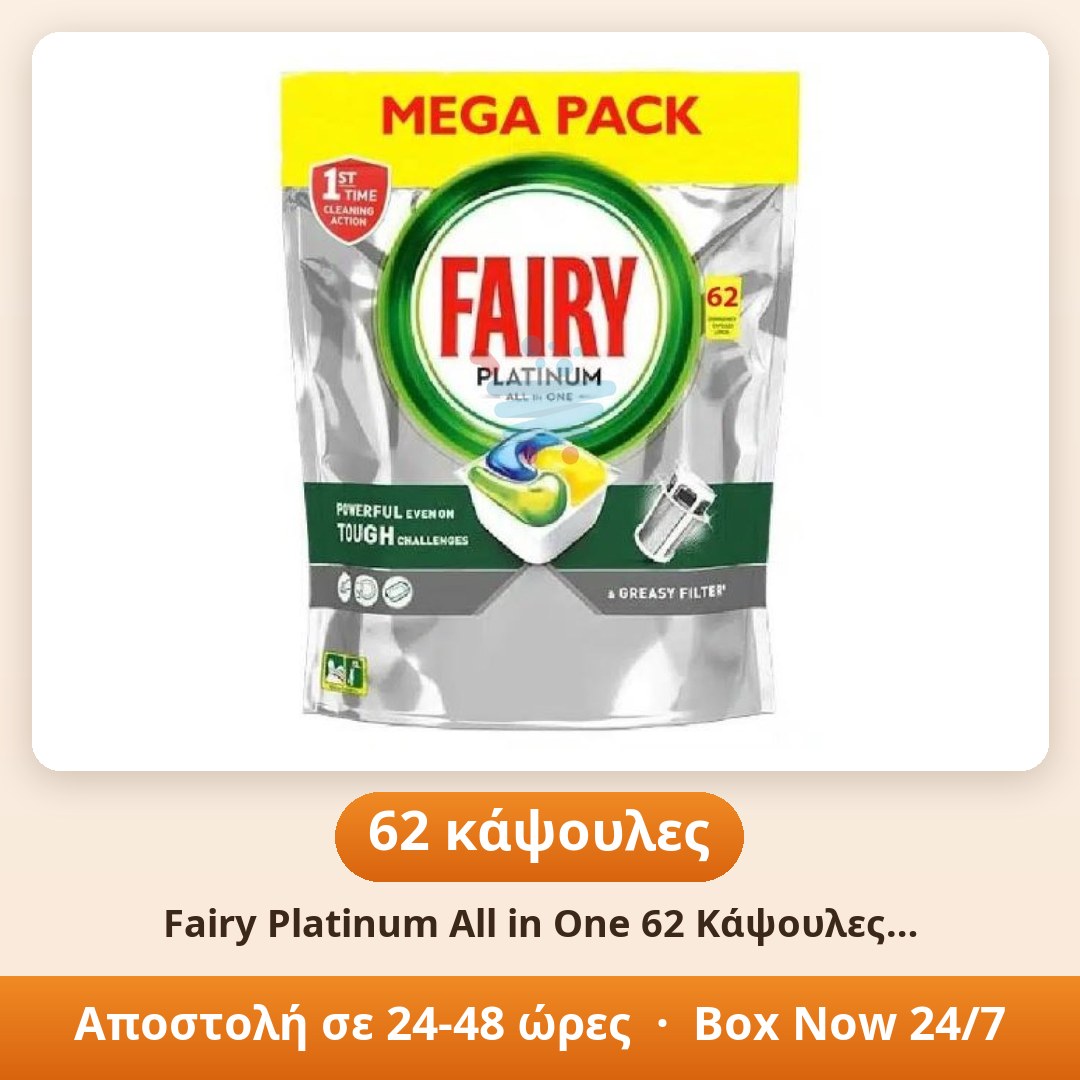 MEGA PACK
1ST
TIME
CLEANING
ACTION
FAIRY
62
PLATINUM
ALL IN ONE
POWERFUL EVEN ON
TOUGH CHALLENGES
& GREASY FILTER*
62 κάψουλες
Fairy Platinum All in One 62 Κάψουλες...
Αποστολή σε 24-48 ώρες · Box Now 24/7